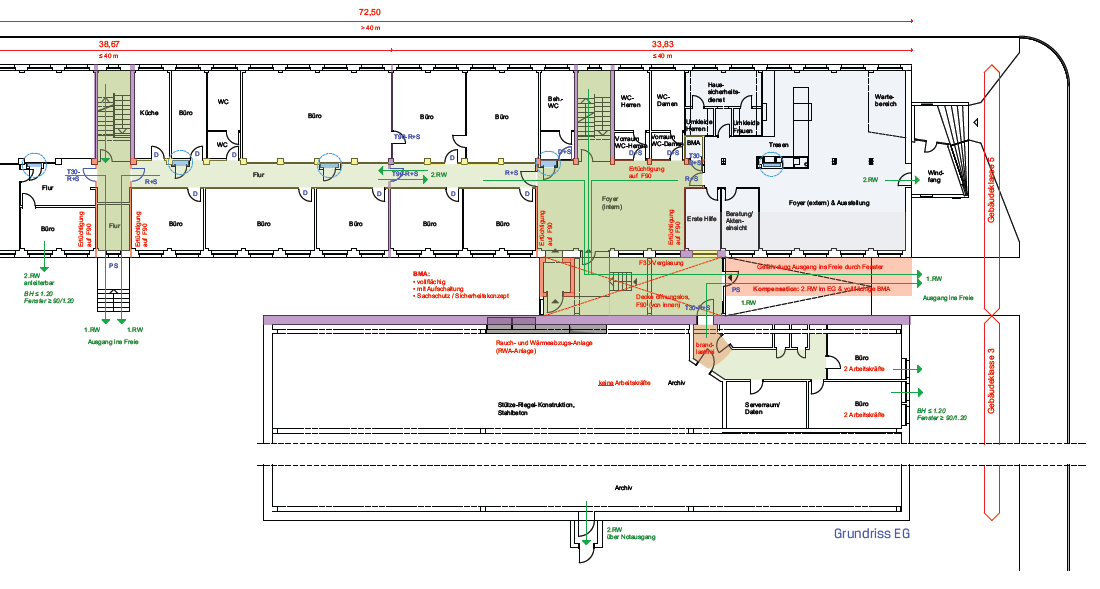 72,50
> 40 m
38,67
≤ 40 m
33,83
≤ 40 m
Küche
Büro
WC
WC
Büro
Büro
Beh.-
WC
WC-
Herren
WC-
Damen
Haus-
sicherheits-
dienst
Umkleide
Herren
Umkleide
Frauen
Warte-
bereich
Vorraum
WC-Herren
Vorraum
WC-Damen
BMA
Tresen
T90-R+S
T90-R+S
D
D
D
D
D
D+S
D+S
T30-
R+S
T30-
R+S
R+S
Flur
2.RW
R+S
Ertüchtigung
auf F90
2.RW
Wind-
fang
Flur
Büro
Ertüchtigung
auf F90
Flur
Ertüchtigung
auf F90
D
D
D
D
Büro
Büro
Büro
Büro
Büro
Ertüchtigung
auf F90
Foyer
(intern)
Ertüchtigung
auf F90
Erste Hilfe
Beratung/
Akten-
einsicht
Foyer (extern) & Ausstellung
Gebäudeklasse 5
PS
2.RW
anleiterbar
BH ≤ 1.20
Fenster ≥ 90/1.20
1.RW
1.RW
Ausgang ins Freie
BMA:
• vollflächig
• mit Aufschaltung
• Sachschutz / Sicherheitskonzept
F30-Verglasung
Decke öffnungslos,
F90 (von innen)
T30-R+S
Gefährdung Ausgang ins Freie durch Fenster
PS
Kompensation: 2.RW im EG & vollflächige BMA
1.RW
1.RW
Ausgang ins Freie
Rauch- und Wärmeabzugs-Anlage
(RWA-Anlage)
brand-
lastfrei
keine Arbeitskräfte
Archiv
Stütze-Riegel-Konstruktion,
Stahlbeton
Büro
2 Arbeitskräfte
Serverraum/
Daten
Büro
2 Arbeitskräfte
BH ≤ 1.20
Fenster ≥ 90/1.20
Gebäudeklasse 3
Archiv
2.RW
über Notausgang
Grundriss EG